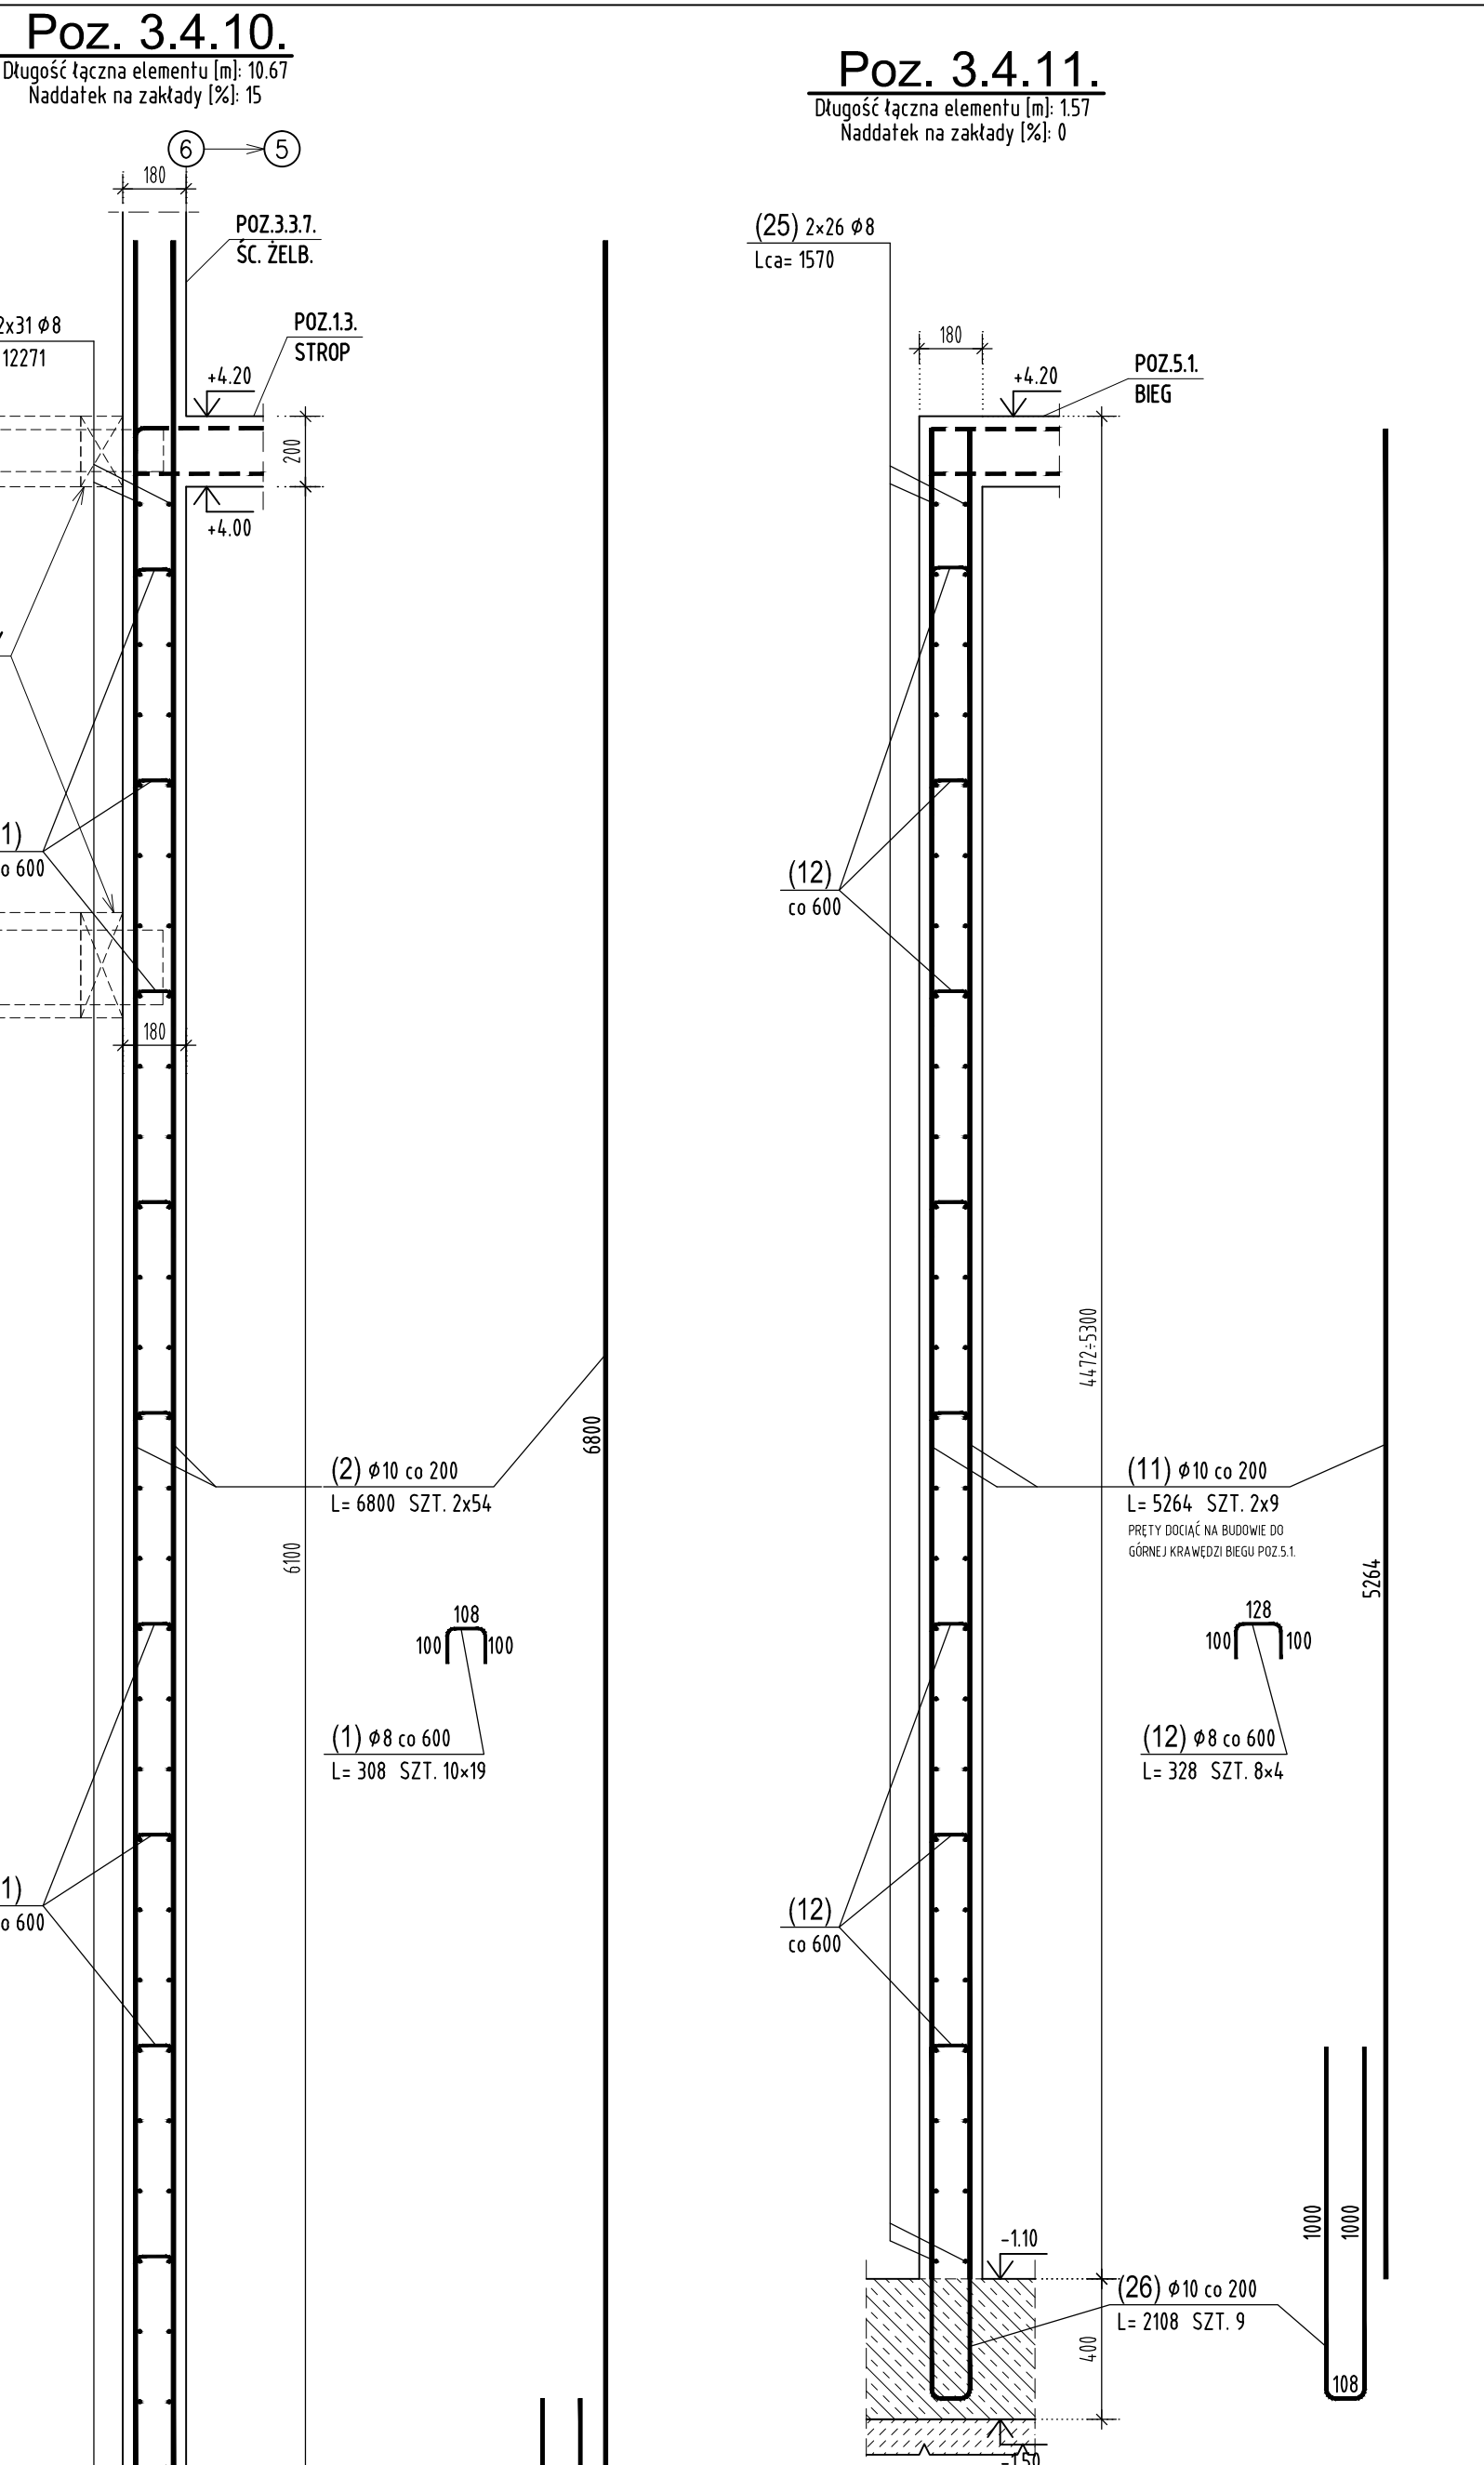 Poz. 3.4.10.
Długość łączna elementu [m]: 10.67
Naddatek na zakłady [%]: 15
6
5
180
POZ.3.3.7.
ŚC. ŻELB.
2x31 ϕ8
12271
POZ.1.3.
STROP
+4.20
200
+4.00
1)
o 600
180
6800
(2) ϕ10 co 200
L= 6800 SZT. 2x54
6100
108
100
100
(1) ϕ8 co 600
L= 308 SZT. 10×19
1)
o 600
Poz. 3.4.11.
Długość łączna elementu [m]: 1.57
Naddatek na zakłady [%]: 0
(25) 2×26 ϕ8
Lca= 1570
180
+4.20
POZ.5.1.
BIEG
(12)
co 600
4472÷5300
(11) ϕ10 co 200
L= 5264 SZT. 2x9
PRĘTY DOCIĄĆ NA BUDOWIE DO
GÓRNEJ KRAWĘDZI BIEGU POZ.5.1.
5264
128
100
100
(12) ϕ8 co 600
L= 328 SZT. 8×4
(12)
co 600
1000
1000
-1.10
(26) ϕ10 co 200
L= 2108 SZT. 9
400
108
-1.50